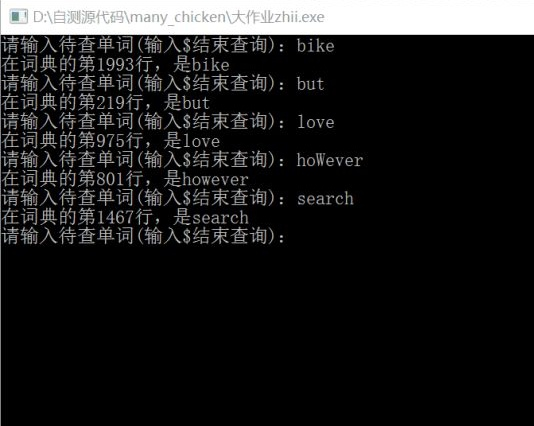 D:\自测源代码\many_chicken\大作业zhii.exe
请输入待查单词(输入$结束查询): bike
在词典的第1993行，是bike
请输入待查单词(输入$结束查询): but
在词典的第219行，是but
请输入待查单词(输入$结束查询): love
在词典的第975行，是love
请输入待查单词(输入$结束查询): hoWever
在词典的第801行，是however
请输入待查单词(输入$结束查询): search
在词典的第1467行，是search
请输入待查单词(输入$结束查询):